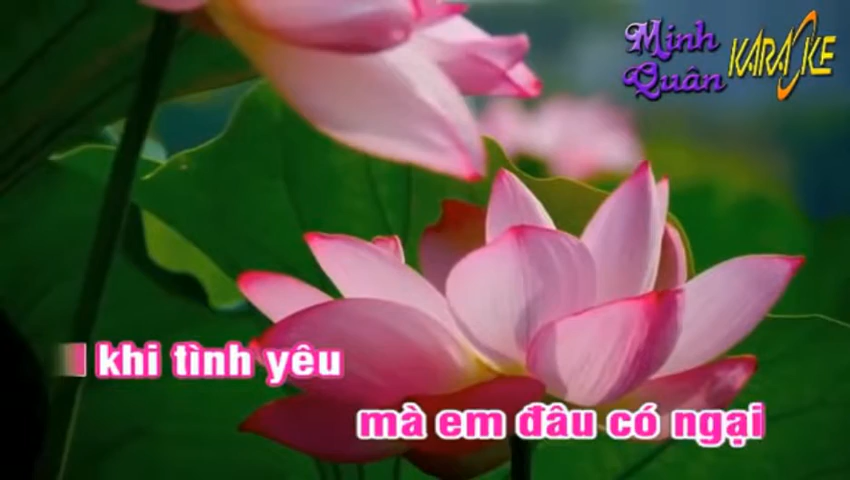 Minh
Quân
KARAOKE
khi tình yêu
mà em đâu có ngại